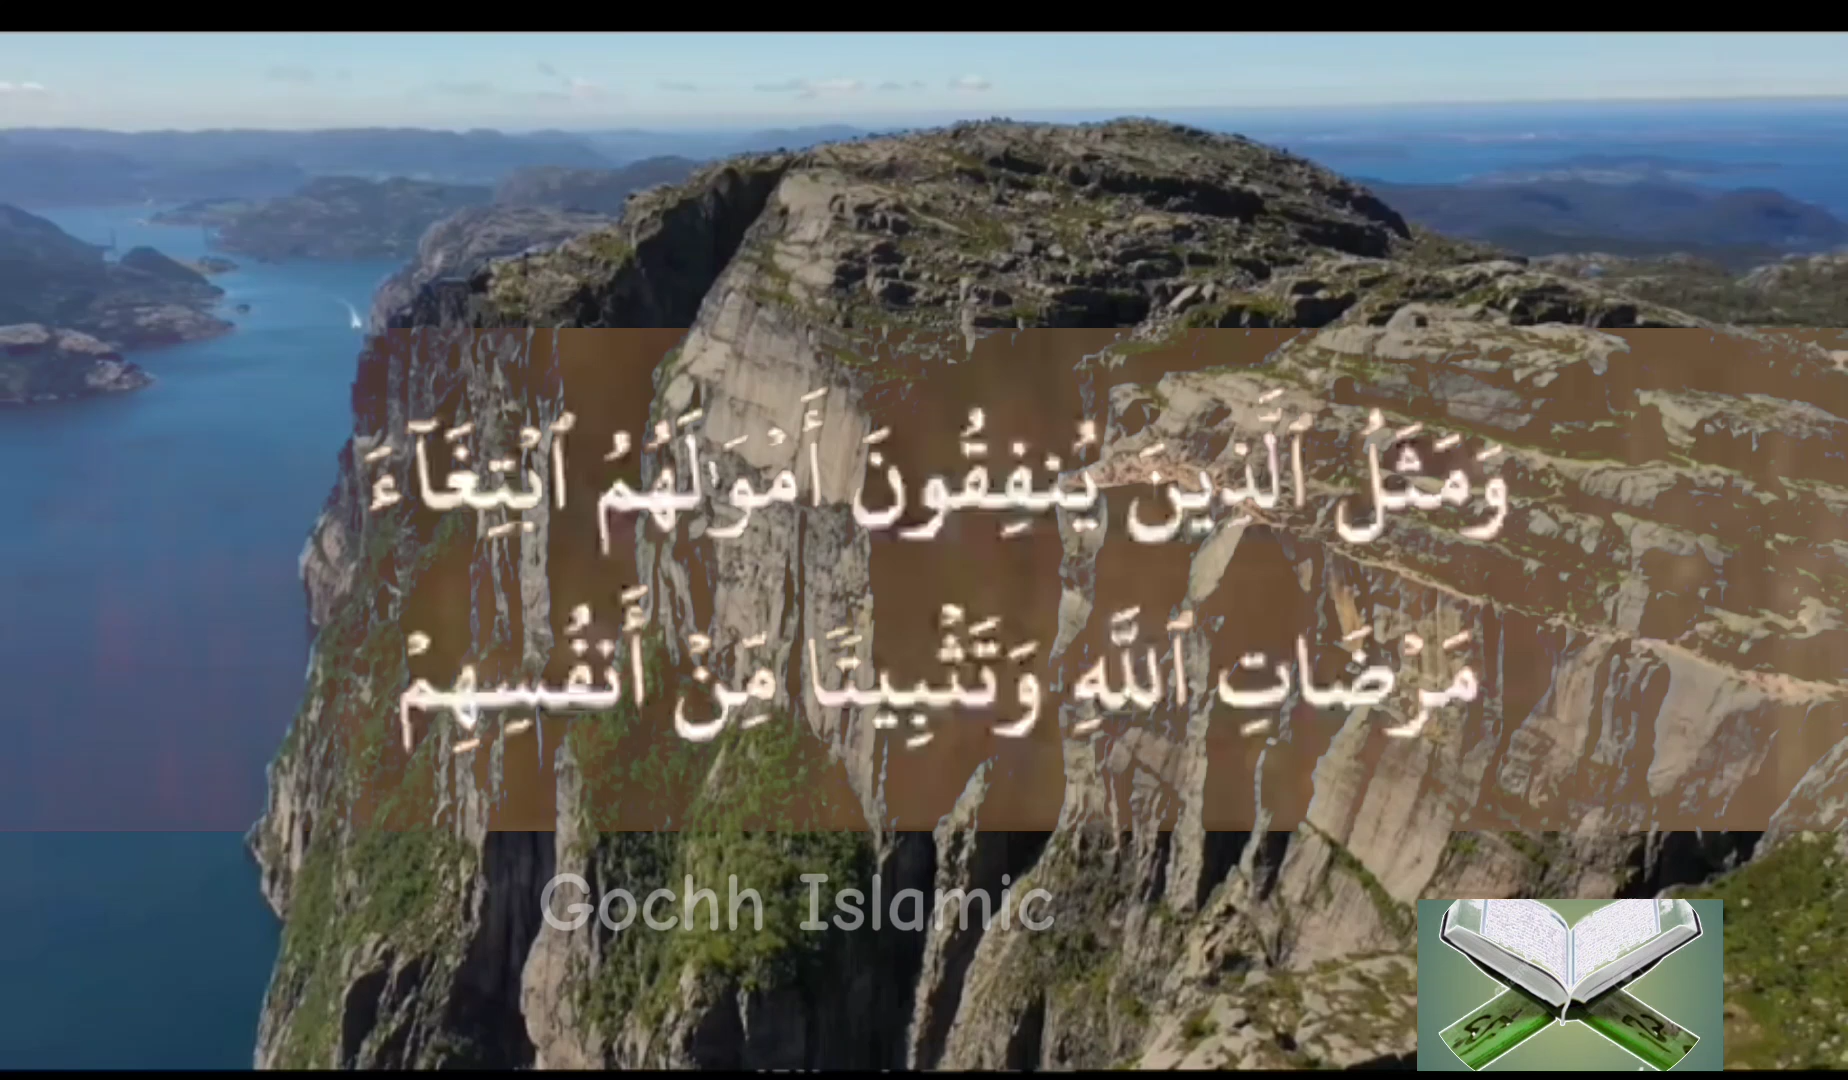 وَمَثَلُ ٱلَّذِينَ يُنفِقُونَ أَمْوَٰلَهُمُ ٱبْتِغَآءَ
مَرْضَاتِ ٱللَّهِ وَتَثْبِيتًا مِّنْ أَنفُسِهِمْ
Gochh Islamic